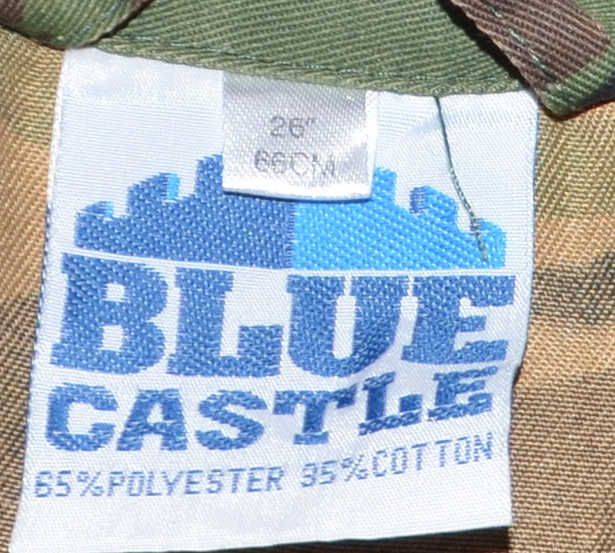 26"
66CM
BLUE
CASTLE
65%POLYESTER 35%COTTON